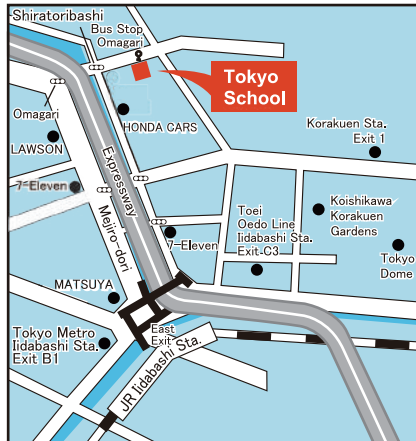 Shiratoribashi
Bus Stop
Omagari
Tokyo
School
Omagari
HONDA CARS
LAWSON
Korakuen Sta.
Exit 1
Expressway
7-Eleven
Mejiro-dori
7-Eleven
Toei
Oedo Line
Iidabashi Sta.
Exit C3
Koishikawa
Korakuen
Gardens
Tokyo
Dome
MATSUYA
Tokyo Metro
Iidabashi Sta.
Exit B1
East
Exit
JR Iidabashi Sta.